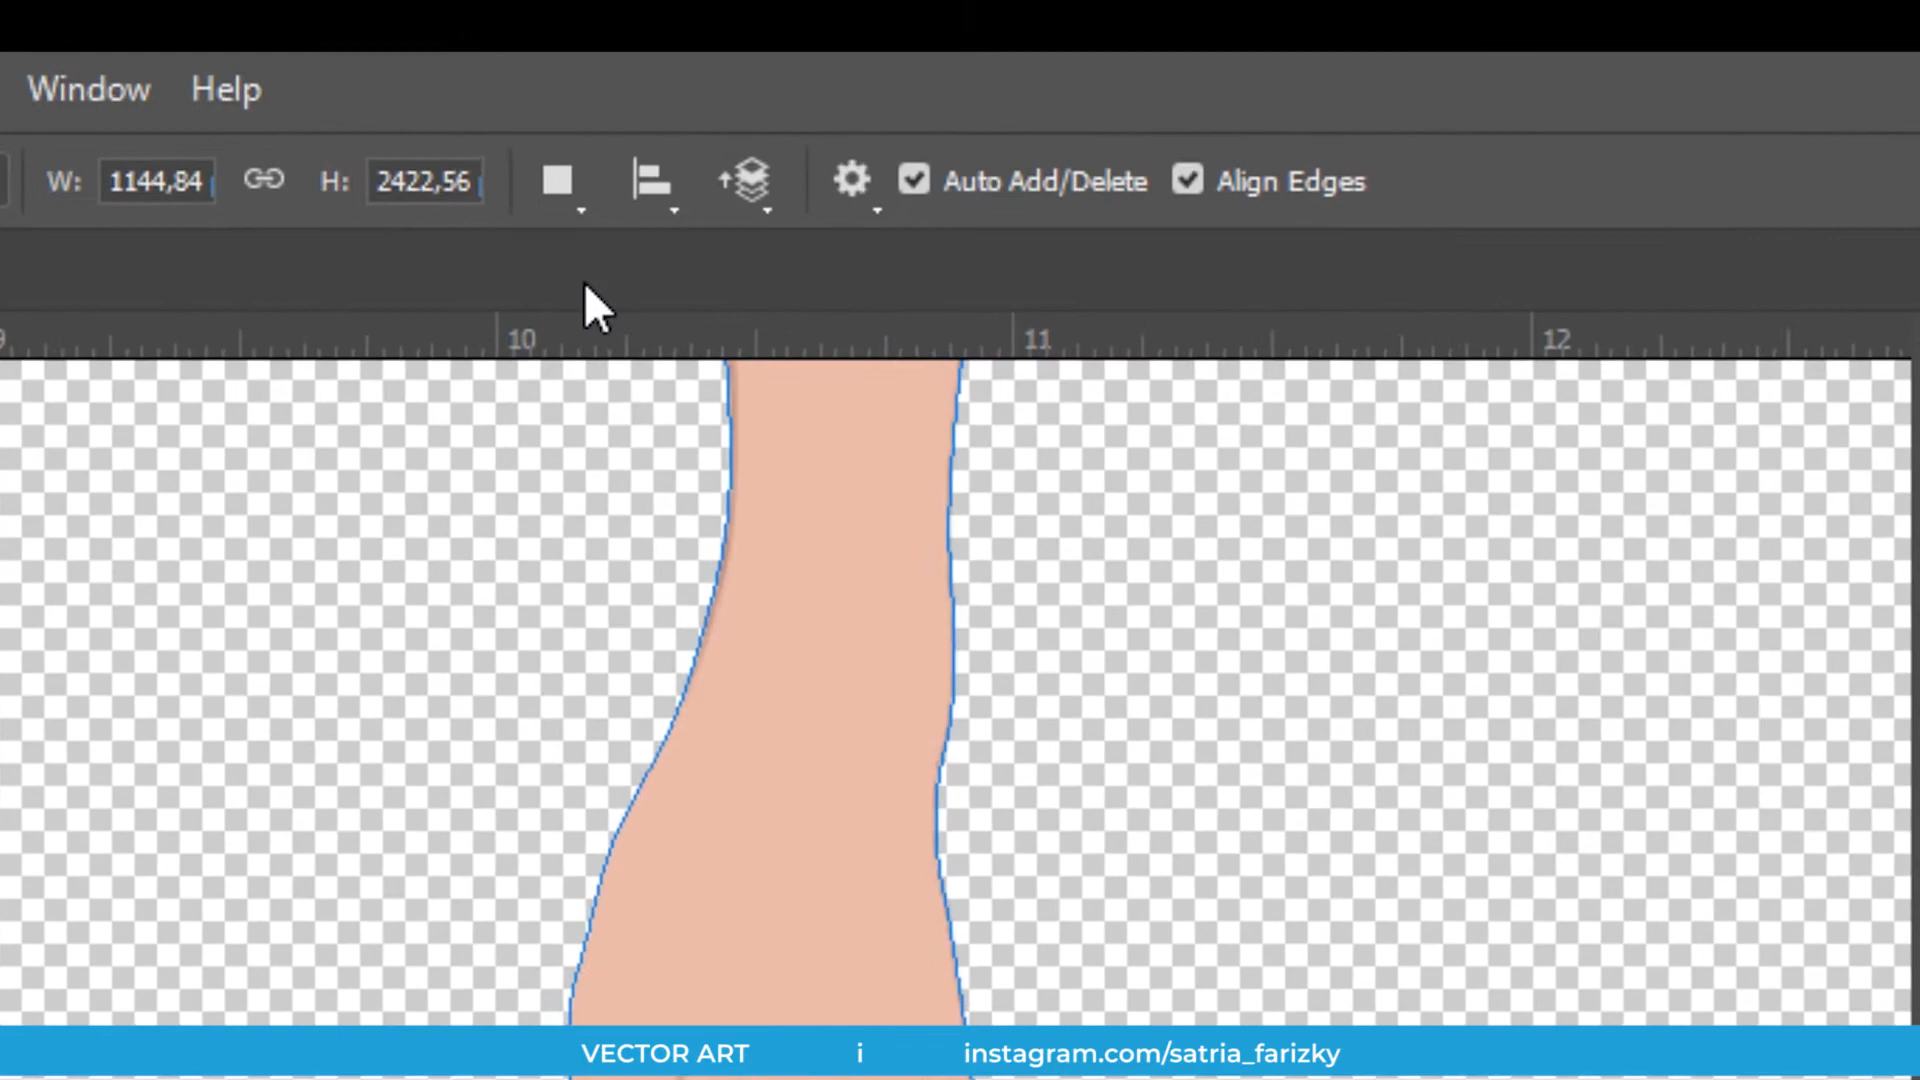 Window Help
W: 1144,84 H: 2422,56 Auto Add/Delete Align Edges
10 11 12
VECTOR ART i instagram.com/satria_farizky